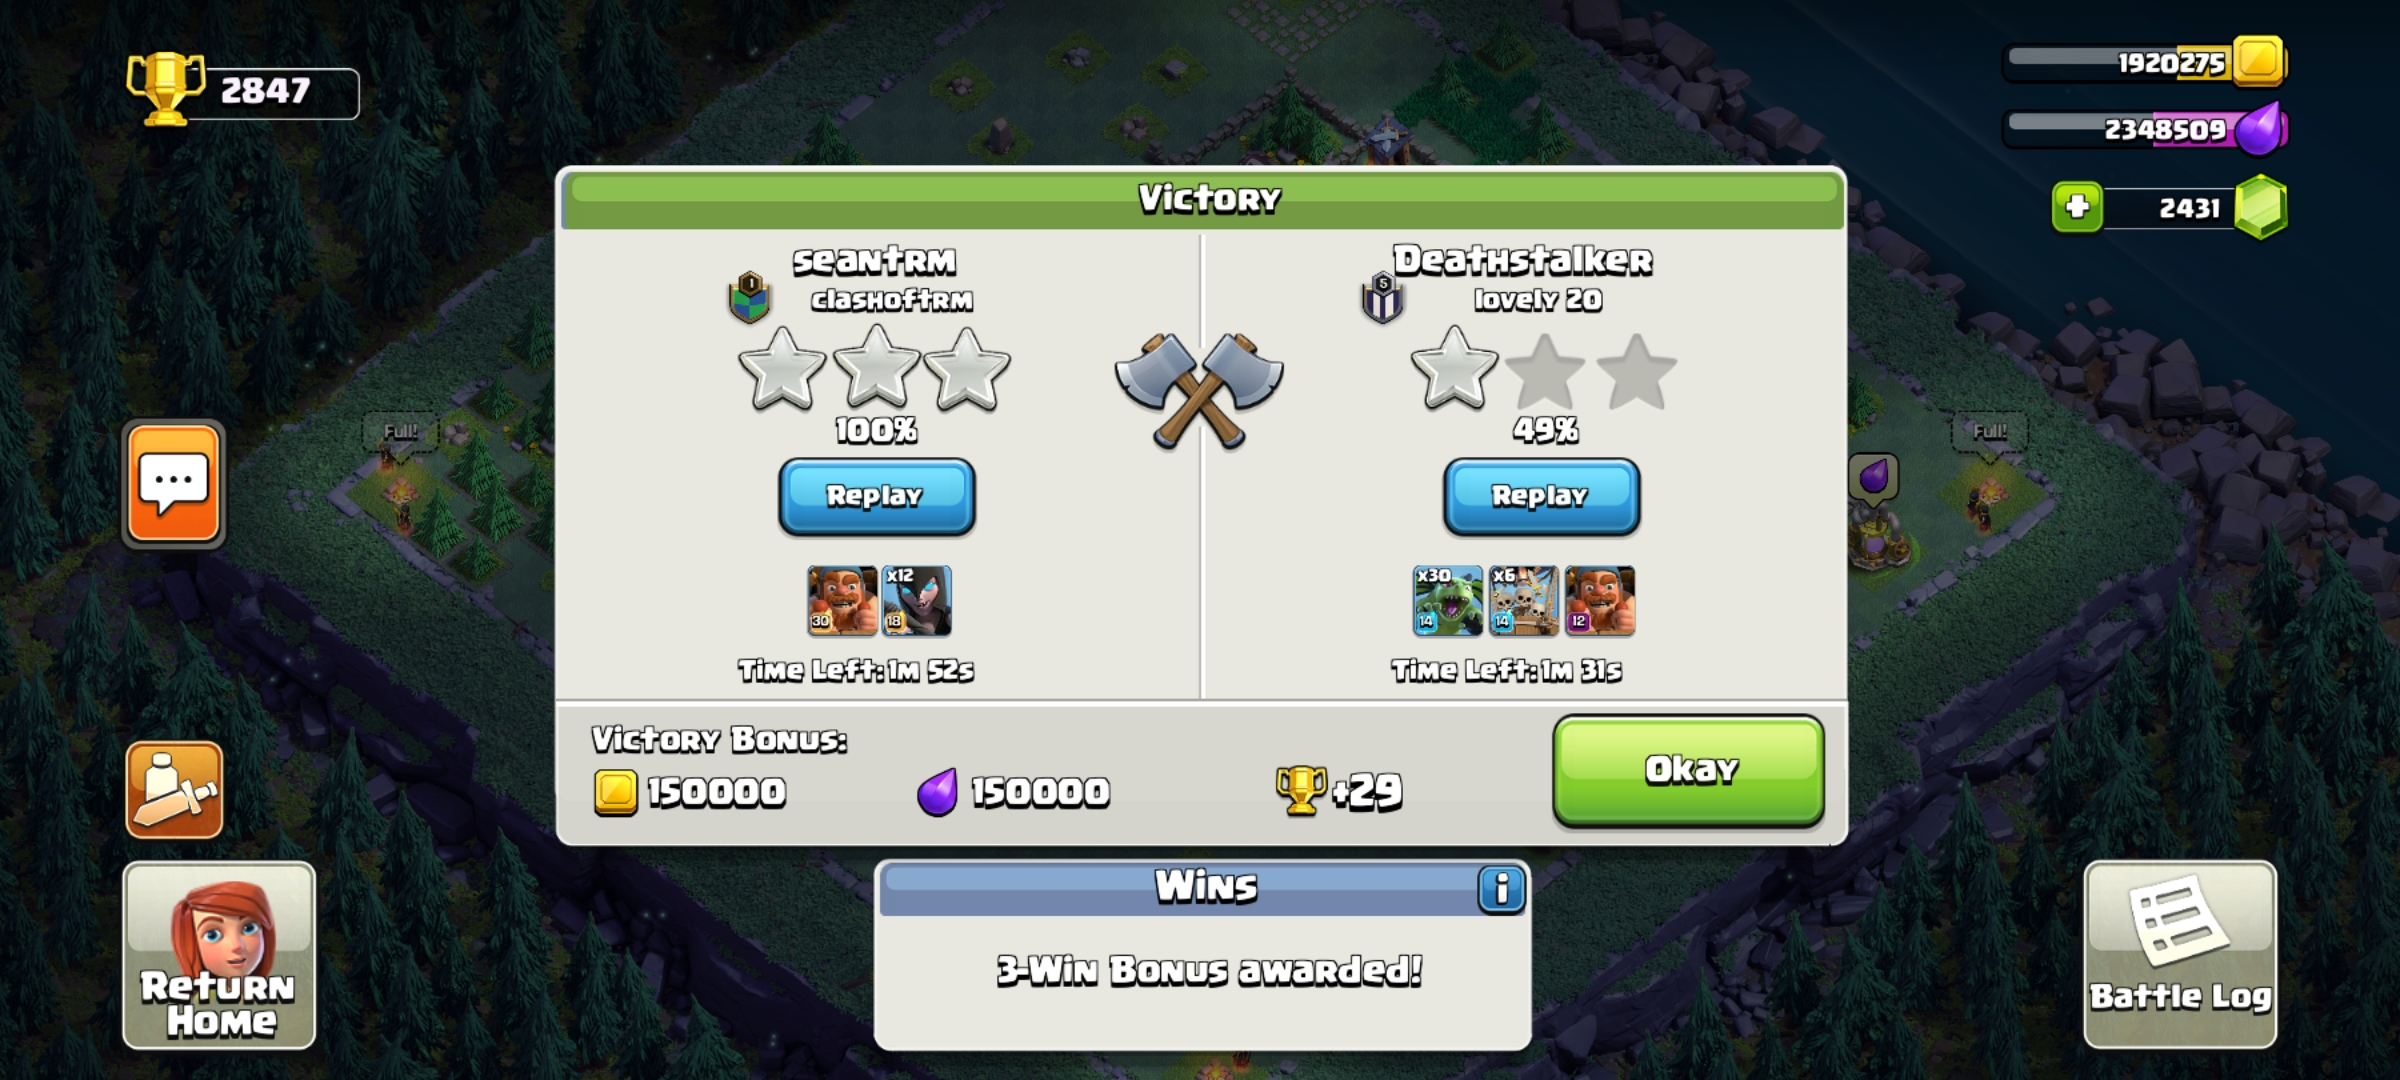 2847
1920275
2348509
2431
Victory
seantrm
clashoftrm
1
100%
Replay
x12
30
18
Time Left: 1m 52s
Deathstalker
lovely 20
5
49%
Replay
x30
x6
14
14
12
Time Left: 1m 31s
Full!
Full!
Victory Bonus:
150000
150000
+29
Okay
Wins
i
3-Win Bonus awarded!
Return
Home
Battle Log